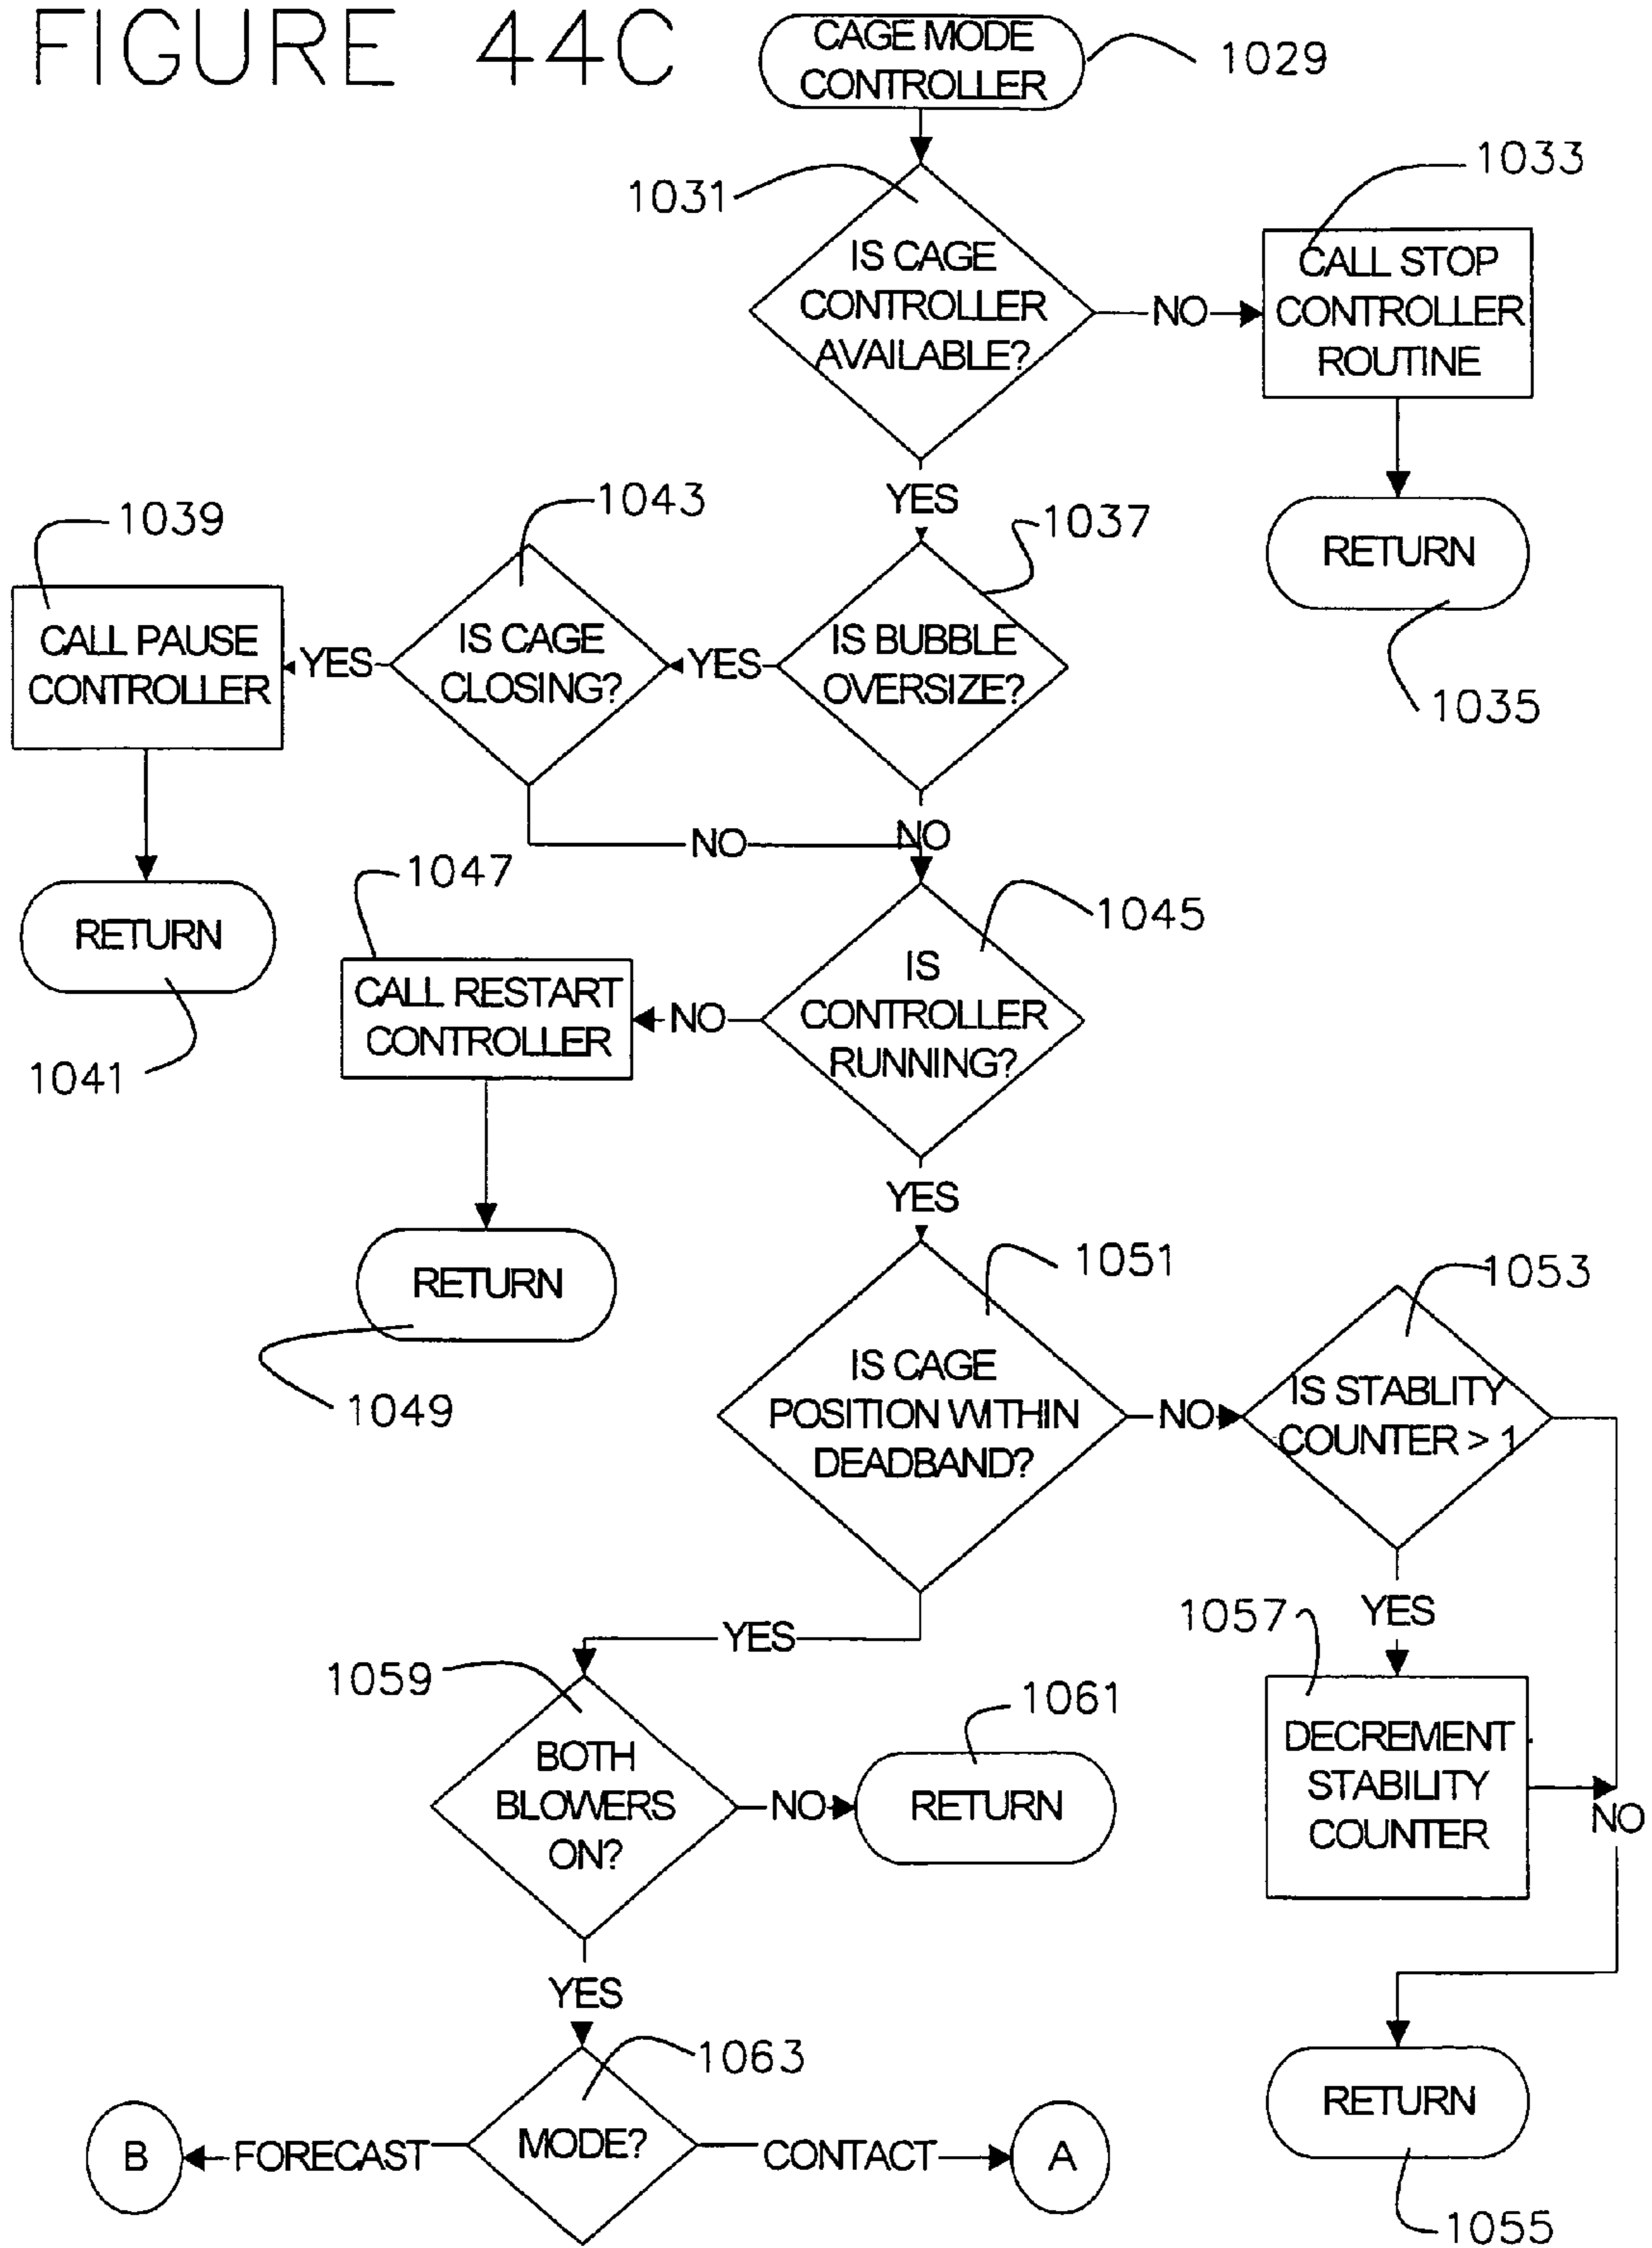 FIGURE 44C
CAGE MODE
CONTROLLER
1029
1031
1033
IS CAGE
CONTROLLER
AVAILABLE?
NO
CALL STOP
CONTROLLER
ROUTINE
YES
RETURN
1035
1039
1043
1037
CALL PAUSE
CONTROLLER
YES
IS CAGE
CLOSING?
YES
IS BUBBLE
OVERSIZE?
NO
NO
RETURN
1041
1047
1045
CALL RESTART
CONTROLLER
NO
IS
CONTROLLER
RUNNING?
YES
RETURN
1049
1051
1053
IS CAGE
POSITION WITHIN
DEADBAND?
NO
IS STABLITY
COUNTER > 1
YES
YES
1057
1059
1061
BOTH
BLOWERS
ON?
NO
RETURN
DECREMENT
STABILITY
COUNTER
NO
YES
1063
B
FORECAST
MODE?
CONTACT
A
RETURN
1055